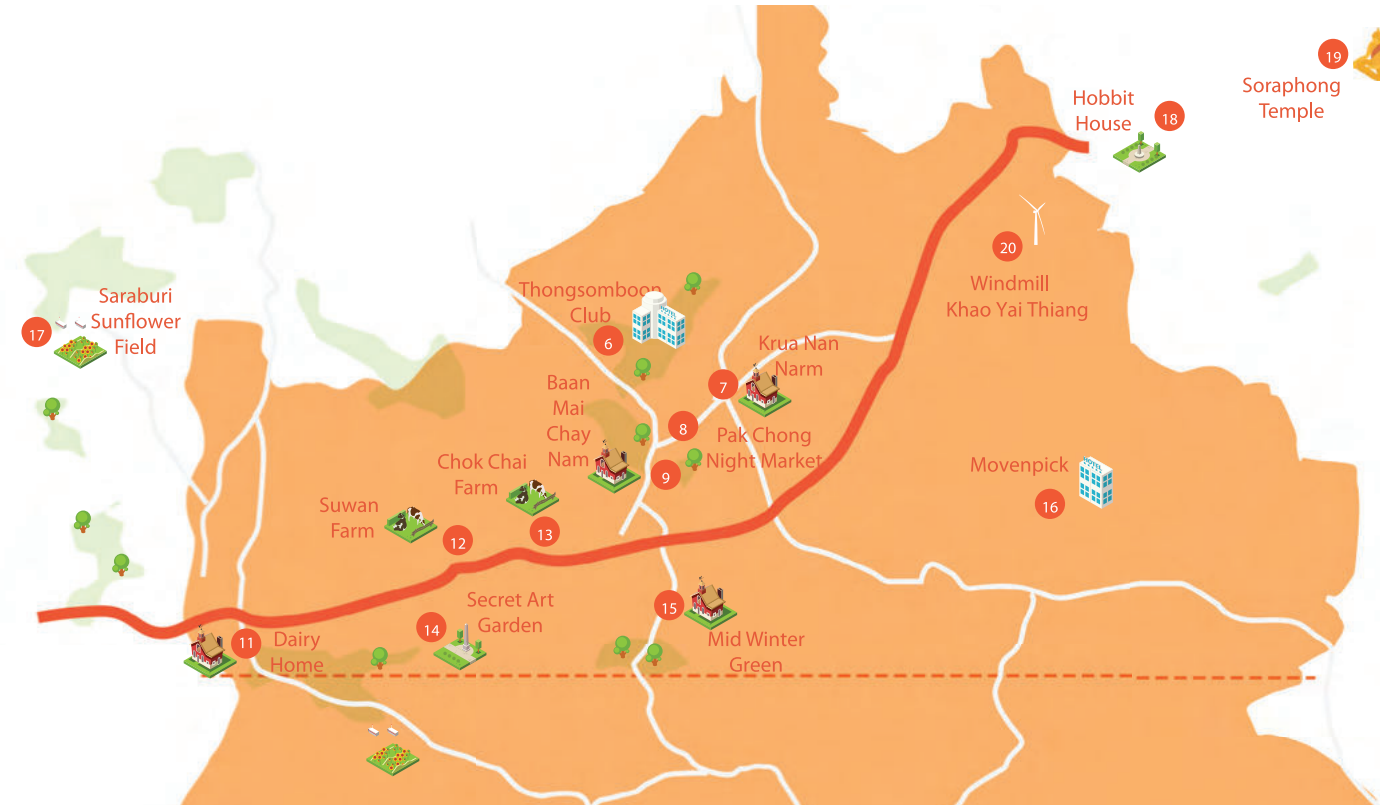 19
Soraphong
Temple
Hobbit
House
18
20
Windmill
Khao Yai Thiang
Saraburi
Sunflower
Field
17
Thongsomboon
Club
6
HOTEL
Krua Nan
Narm
7
Baan
Mai
Chay
Nam
8
Pak Chong
Night Market
9
Chok Chai
Farm
13
Suwan
Farm
12
Movenpick
HOTEL
16
Secret Art
Garden
14
15
Mid Winter
Green
11
Dairy
Home